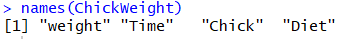 > names(ChickWeight)
[1] "weight" "Time"   "Chick"  "Diet"